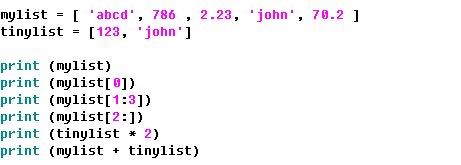 mylist = [ 'abcd', 786 , 2.23, 'john', 70.2 ]
tinylist = [123, 'john']
print (mylist)
print (mylist[0])
print (mylist[1:3])
print (mylist[2:])
print (tinylist * 2)
print (mylist + tinylist)